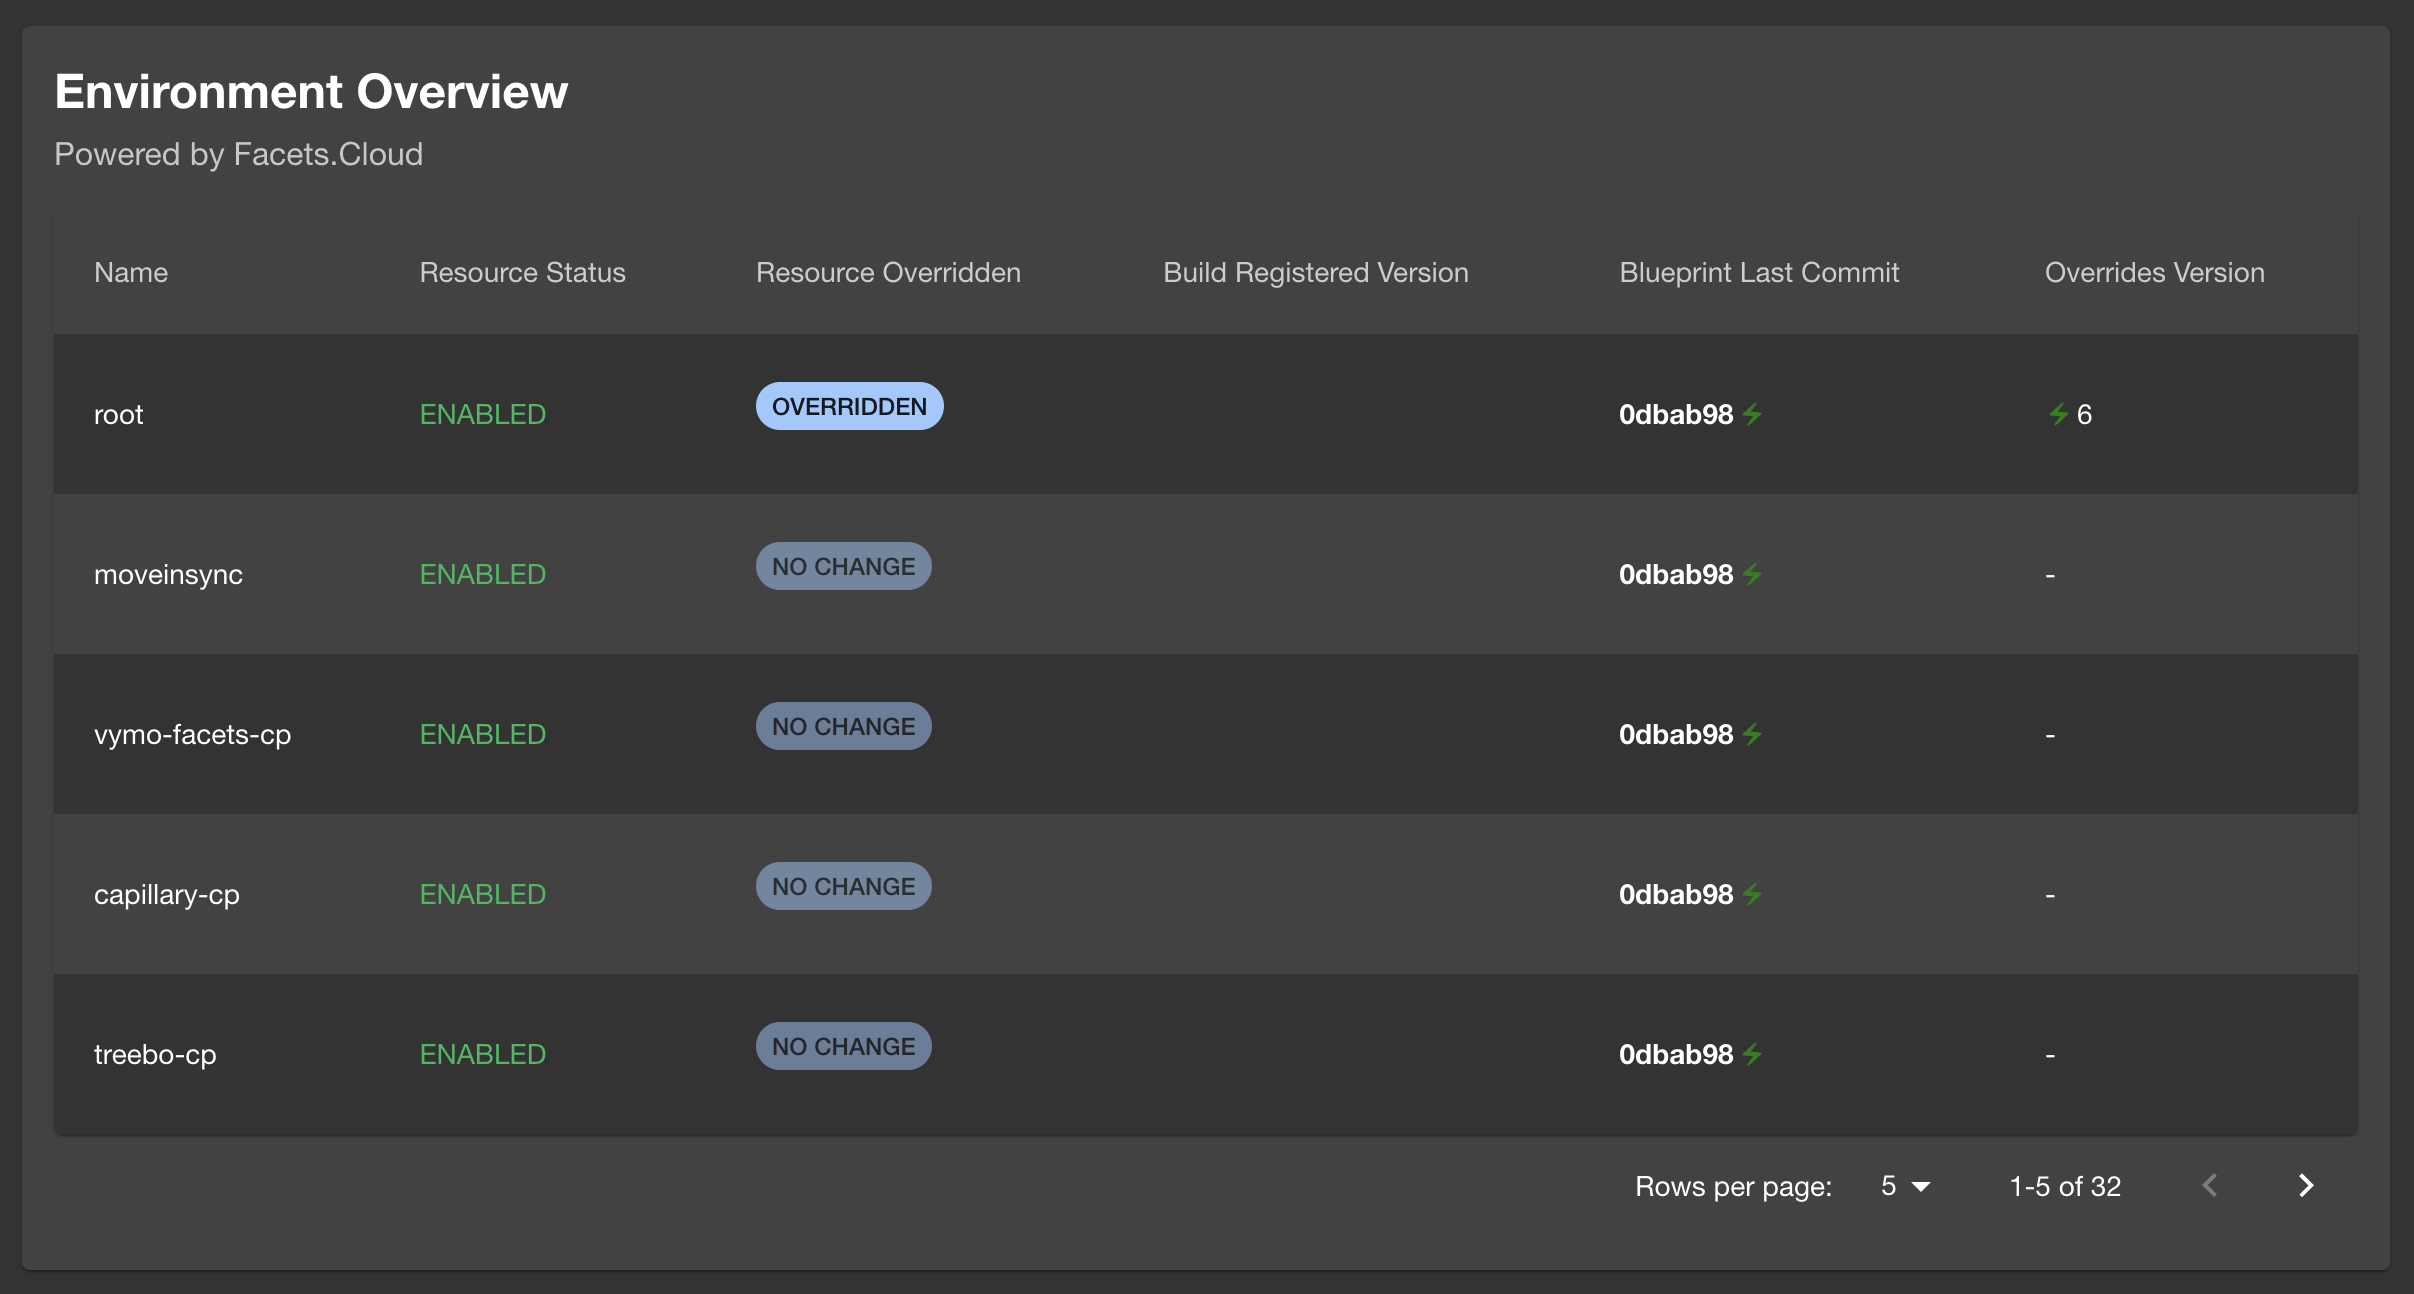 Environment Overview
Powered by Facets.Cloud
Name Resource Status Resource Overridden Build Registered Version Blueprint Last Commit Overrides Version
root ENABLED OVERRIDDEN 0dbab98 6
moveinsync ENABLED NO CHANGE 0dbab98 -
vymo-facets-cp ENABLED NO CHANGE 0dbab98 -
capillary-cp ENABLED NO CHANGE 0dbab98 -
treebo-cp ENABLED NO CHANGE 0dbab98 -
Rows per page: 5 1-5 of 32